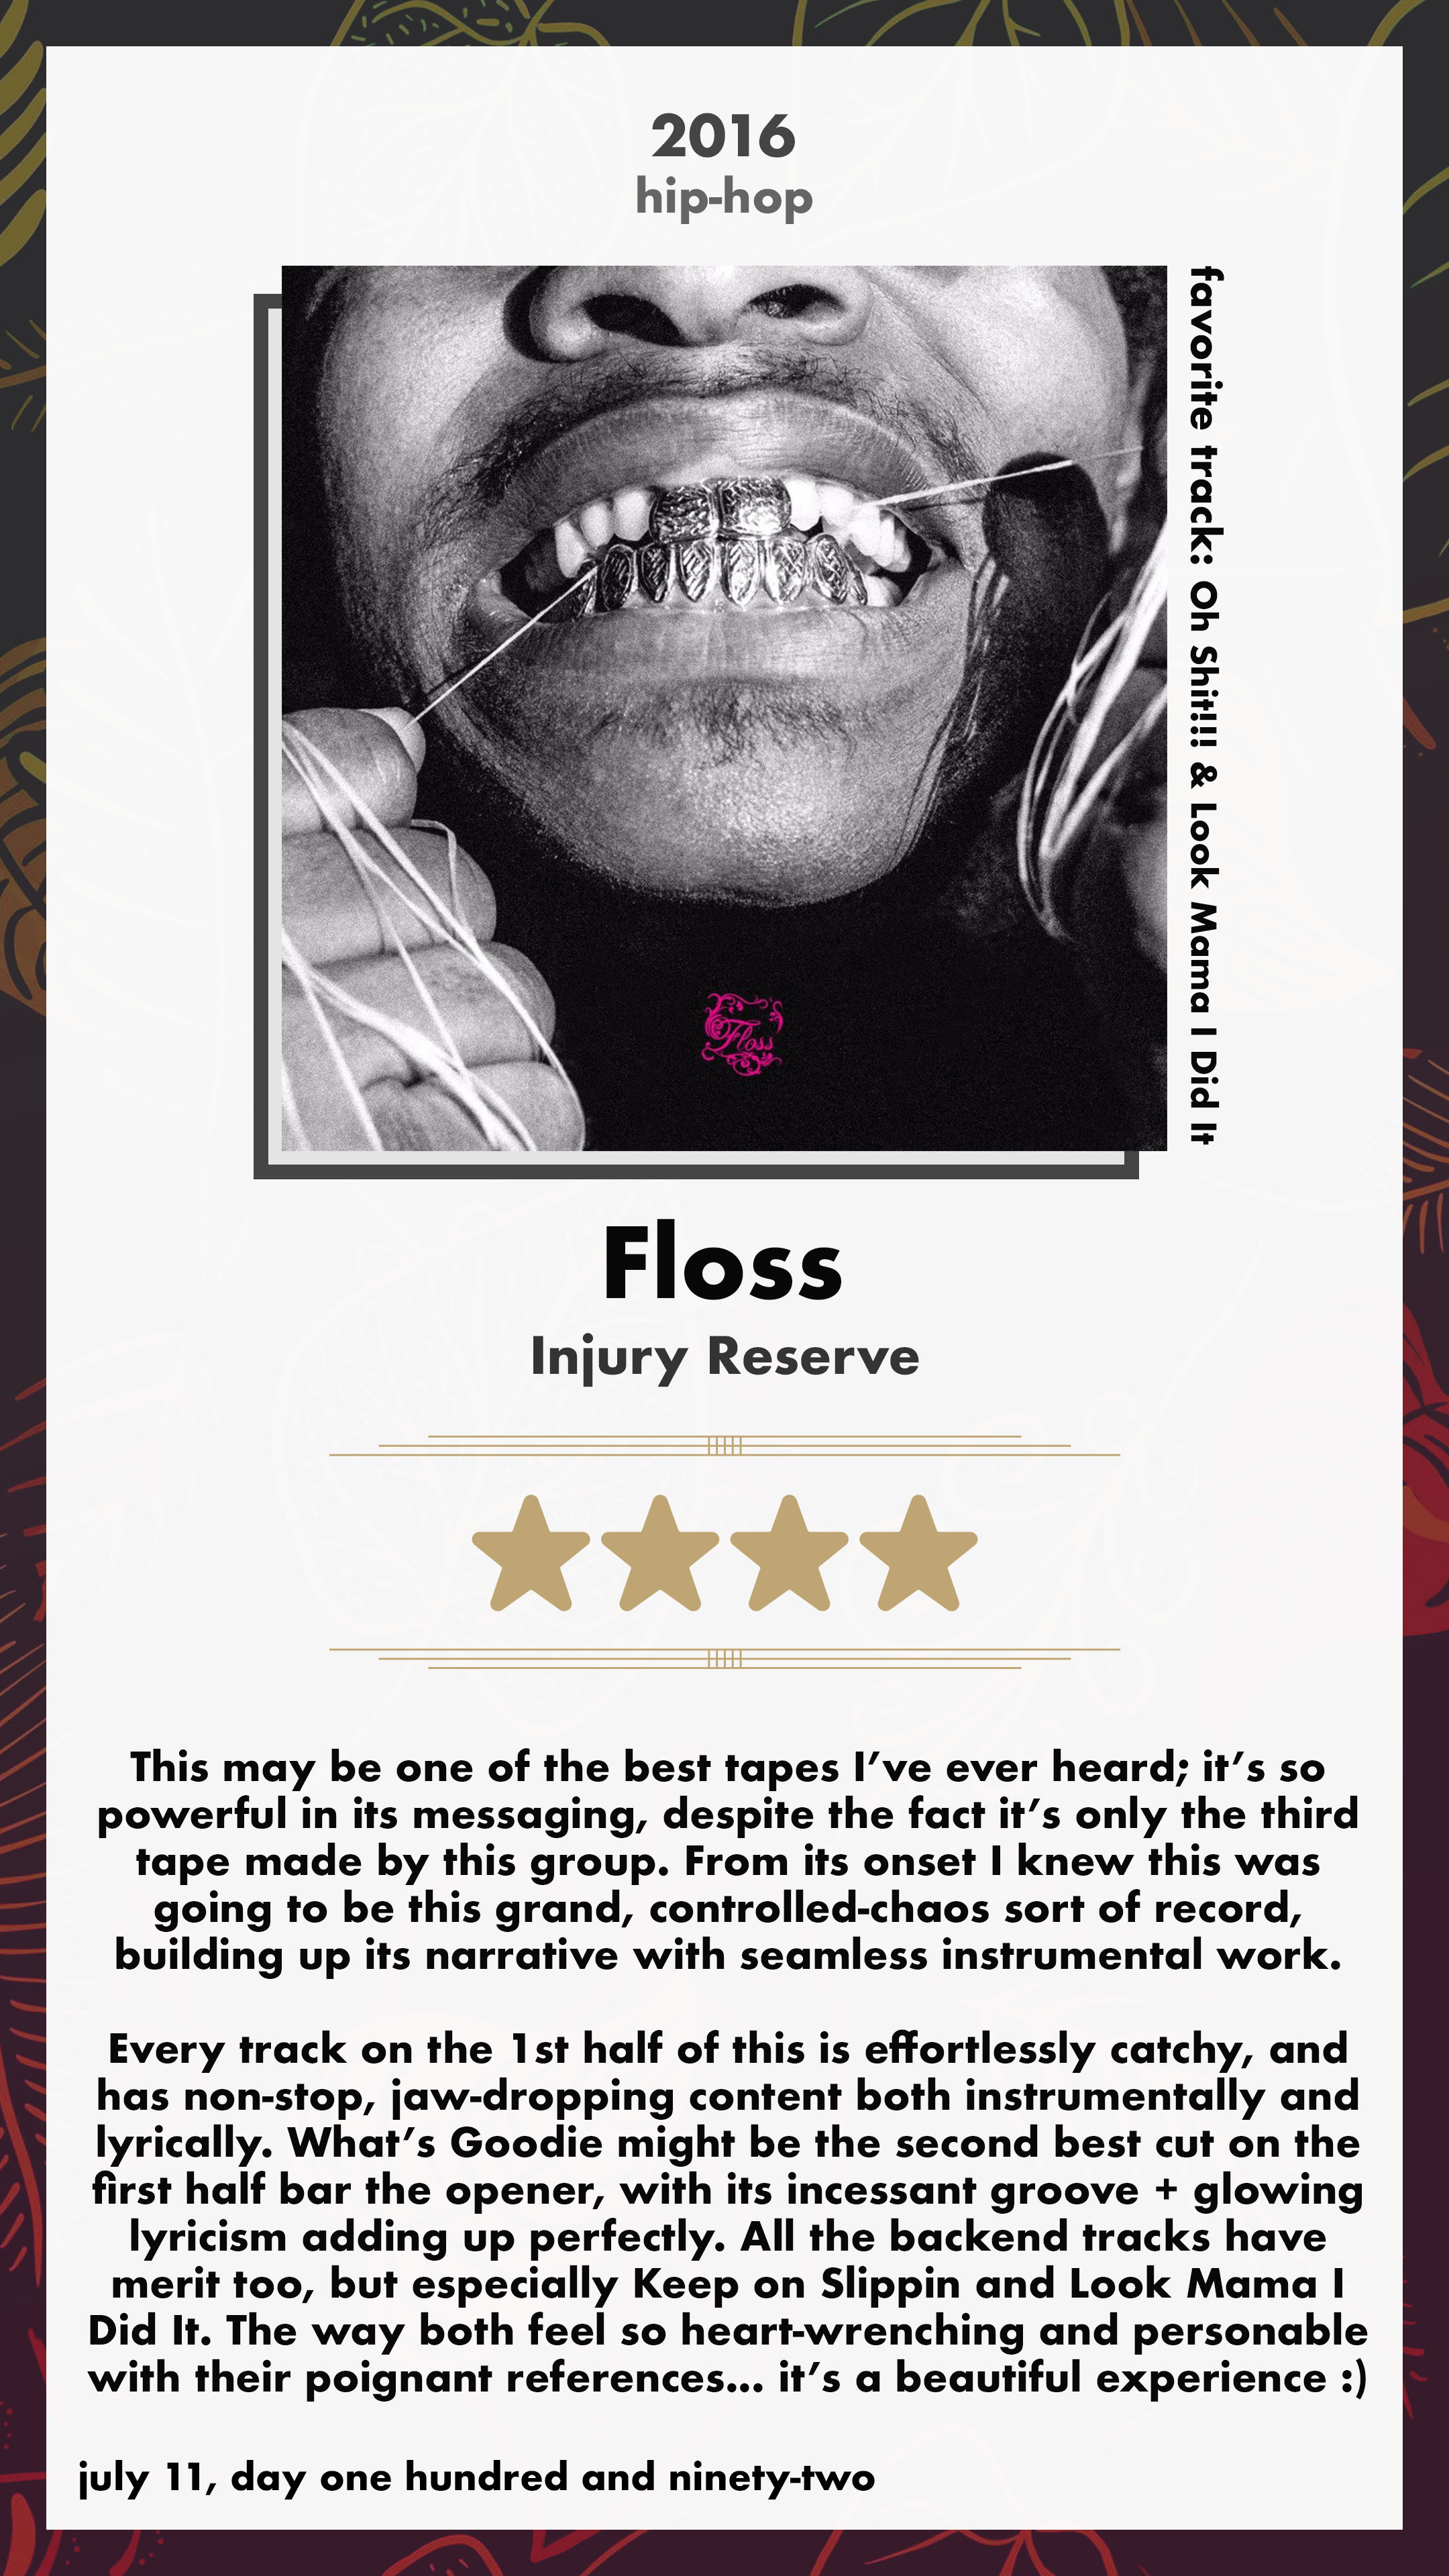 2016
hip-hop
favorite track: Oh Shit!!! & Look Mama I Did It
Floss
Floss
Injury Reserve
This may be one of the best tapes I’ve ever heard; it’s so
powerful in its messaging, despite the fact it’s only the third
tape made by this group. From its onset I knew this was
going to be this grand, controlled-chaos sort of record,
building up its narrative with seamless instrumental work.
Every track on the 1st half of this is effortlessly catchy, and
has non-stop, jaw-dropping content both instrumentally and
lyrically. What’s Goodie might be the second best cut on the
first half bar the opener, with its incessant groove + glowing
lyricism adding up perfectly. All the backend tracks have
merit too, but especially Keep on Slippin and Look Mama I
Did It. The way both feel so heart-wrenching and personable
with their poignant references... it’s a beautiful experience :)
july 11, day one hundred and ninety-two